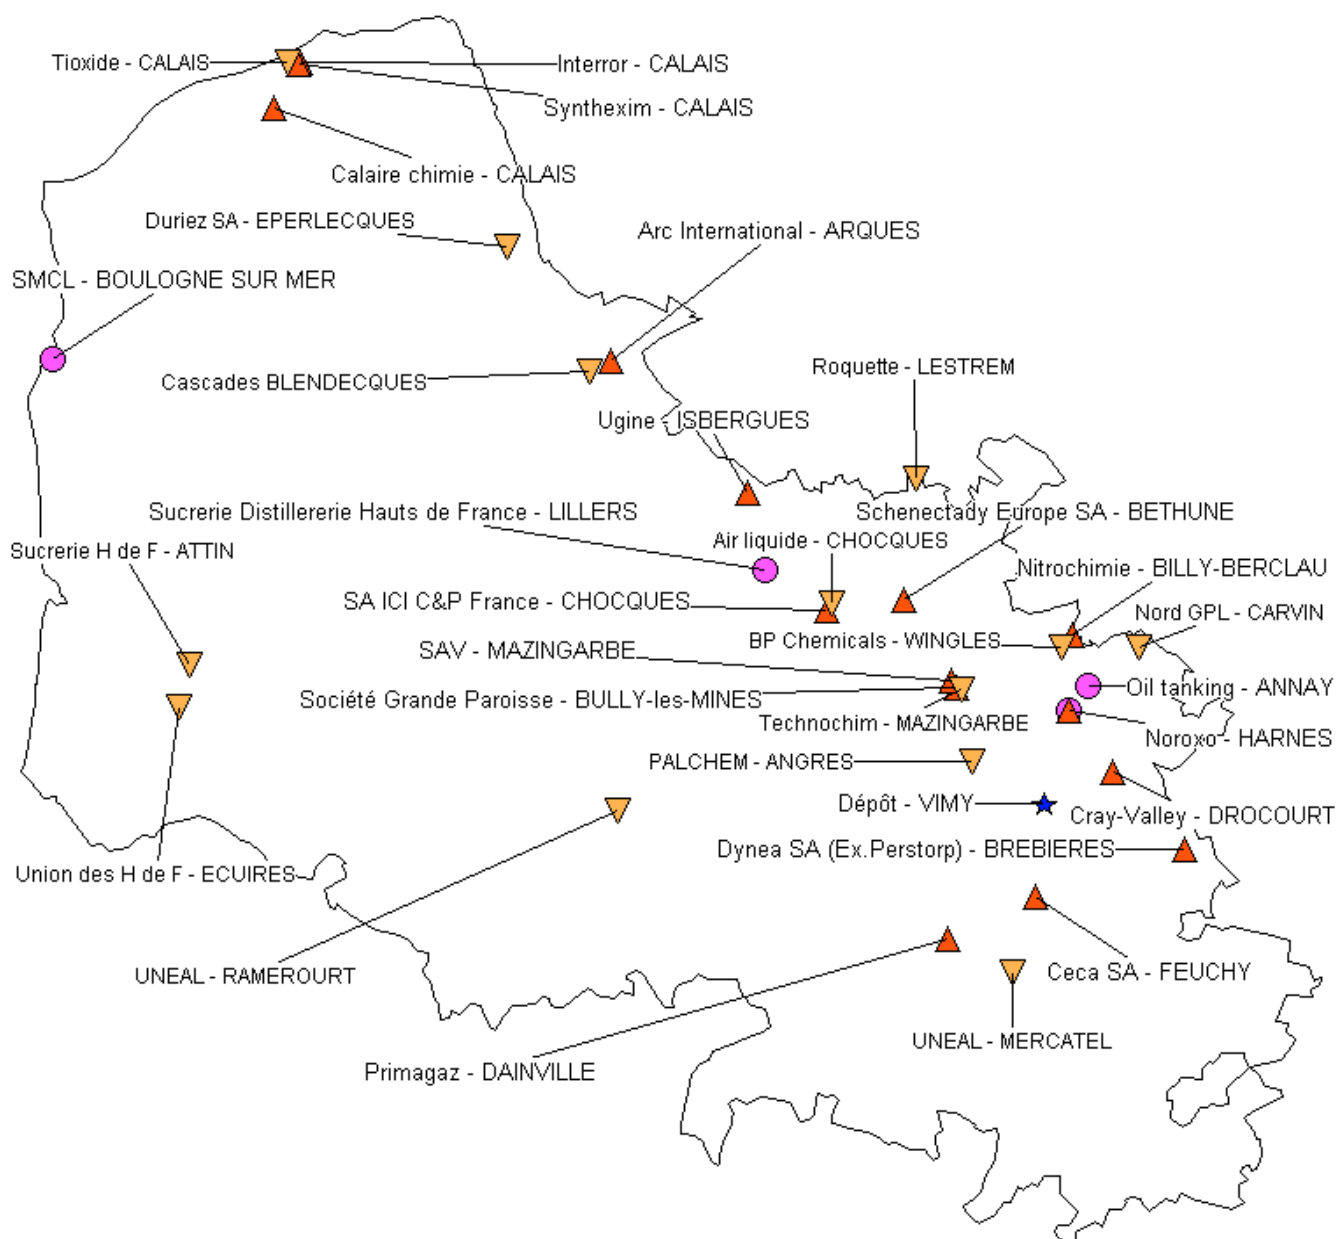 Tioxide - CALAIS
Interror - CALAIS
Synthexim - CALAIS
Calaire chimie - CALAIS
Duriez SA - EPERLECQUES
Arc International - ARQUES
SMCL - BOULOGNE SUR MER
Cascades BLENDECQUES
Roquette - LESTREM
Ugine - ISBERGUES
Sucrerie Distillererie Hauts de France - LILLERS
Schenectady Europe SA - BETHUNE
Air liquide - CHOCQUES
Sucrerie H de F - ATTIN
Nitrochimie - BILLY-BERCLAU
SA ICI C&P France - CHOCQUES
Nord GPL - CARVIN
BP Chemicals - WINGLES
SAV - MAZINGARBE
Oil tanking - ANNAY
Société Grande Paroisse - BULLY-les-MINES
Technochim - MAZINGARBE
Noroxo - HARNES
PALCHEM - ANGRES
Dépôt - VIMY
Cray-Valley - DROCOURT
Dynea SA (Ex.Perstorp) - BREBIERES
Union des H de F - ECUIRES
UNEAL - RAMEROURT
Ceca SA - FEUCHY
UNEAL - MERCATEL
Primagaz - DAINVILLE